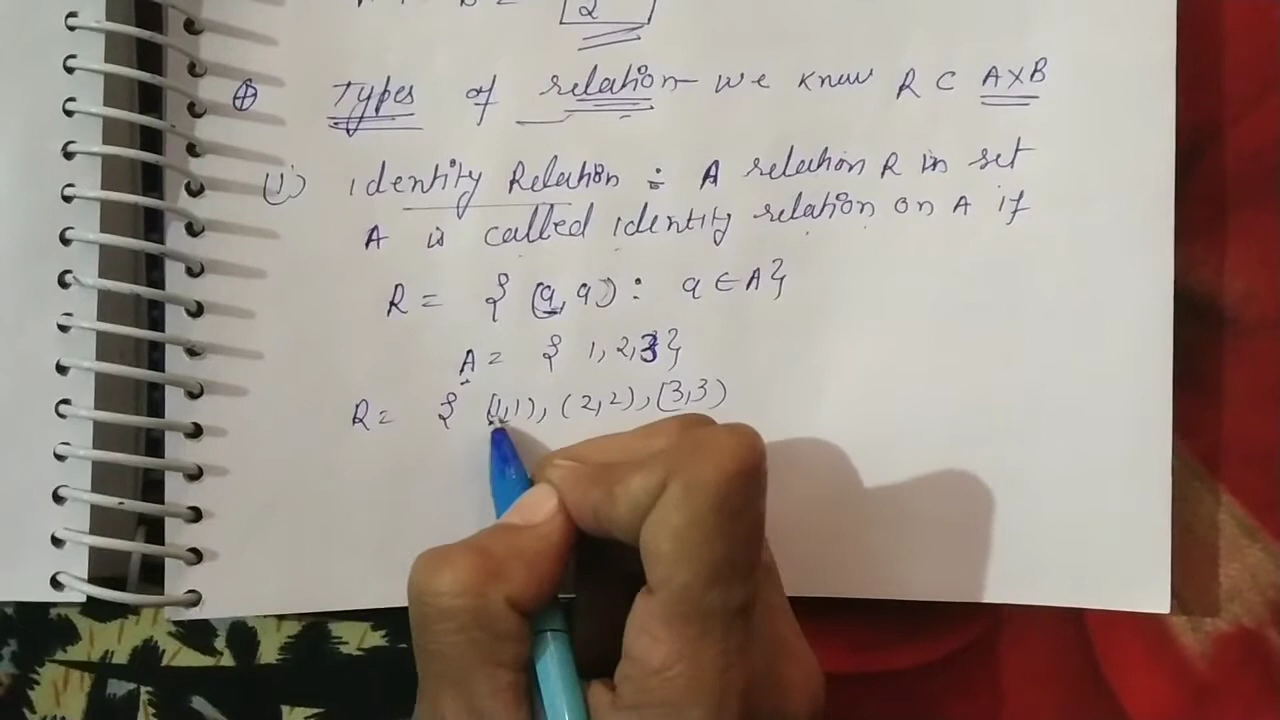 2
⊕ Types of relation - we know R ⊂ A×B
(i) Identity Relation ÷ A relation R in set
A is called identity relation on A if
R = { (a, a) : a ∈ A }
A = { 1, 2, 3 }
R = { (1,1), (2,2), (3,3)